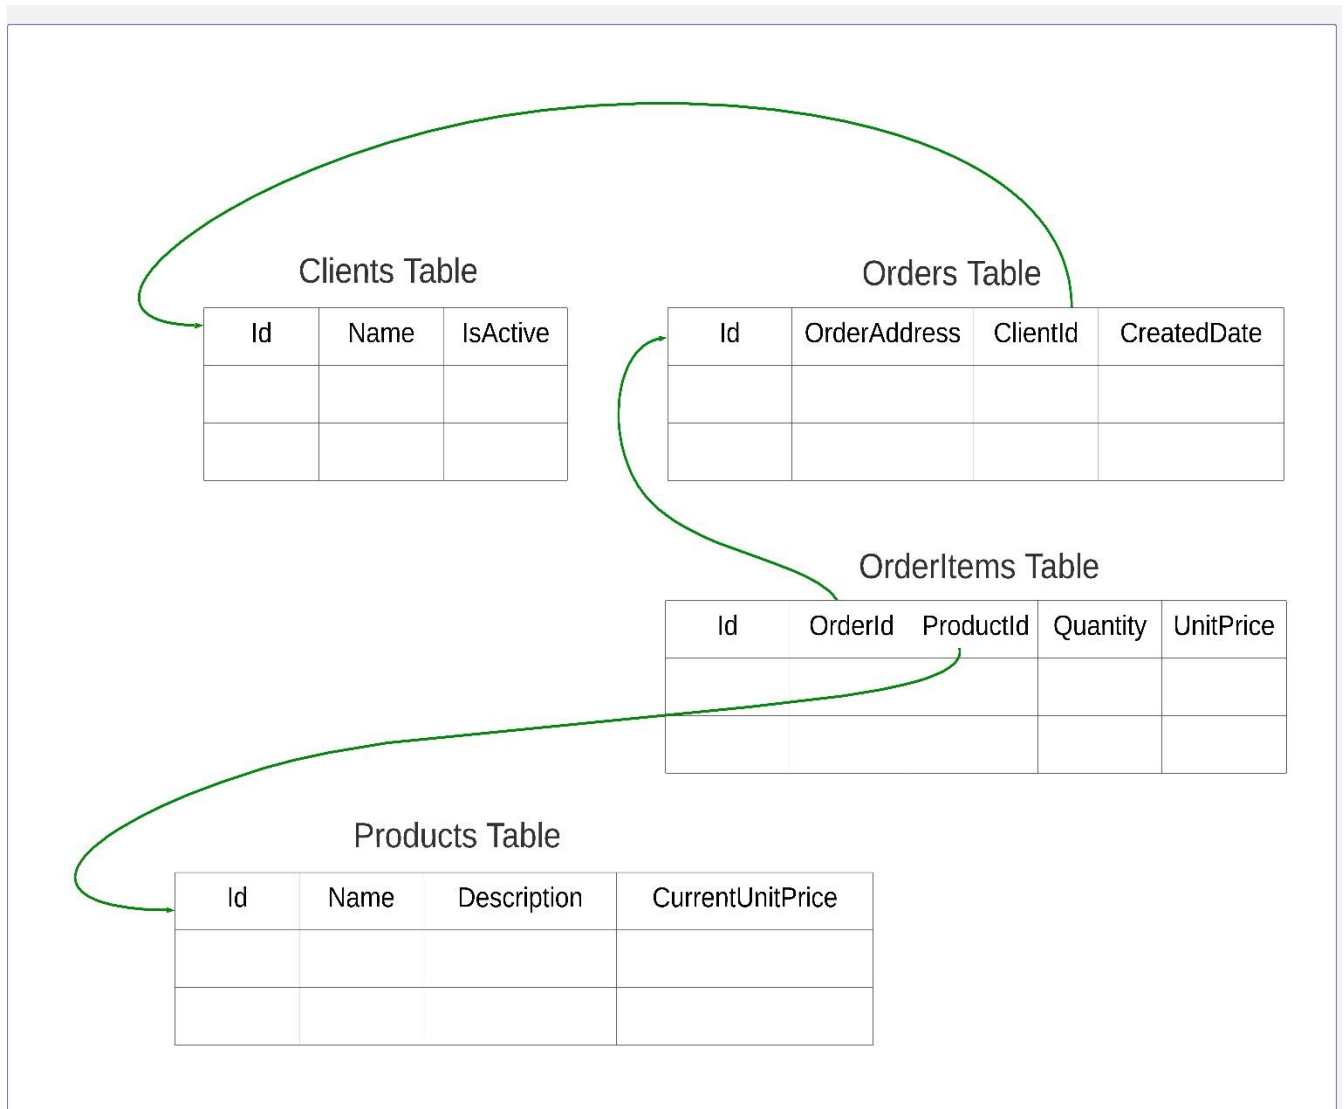 Clients Table
Id Name IsActive
Orders Table
Id OrderAddress ClientId CreatedDate
OrderItems Table
Id OrderId ProductId Quantity UnitPrice
Products Table
Id Name Description CurrentUnitPrice